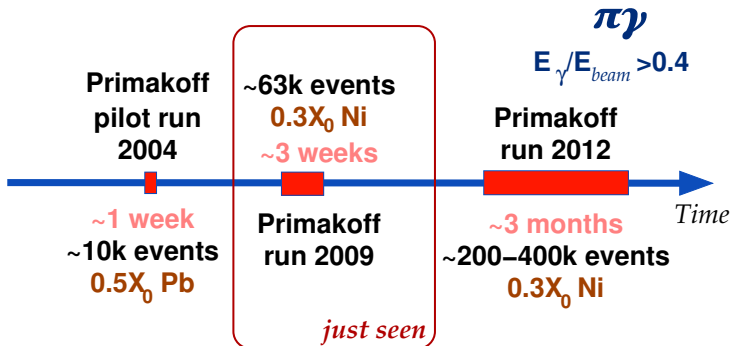 πγ
E_γ/E_beam >0.4
Primakoff
pilot run
2004
~1 week
~10k events
0.5X₀ Pb
~63k events
0.3X₀ Ni
~3 weeks
Primakoff
run 2009
just seen
Primakoff
run 2012
~3 months
~200−400k events
0.3X₀ Ni
Time